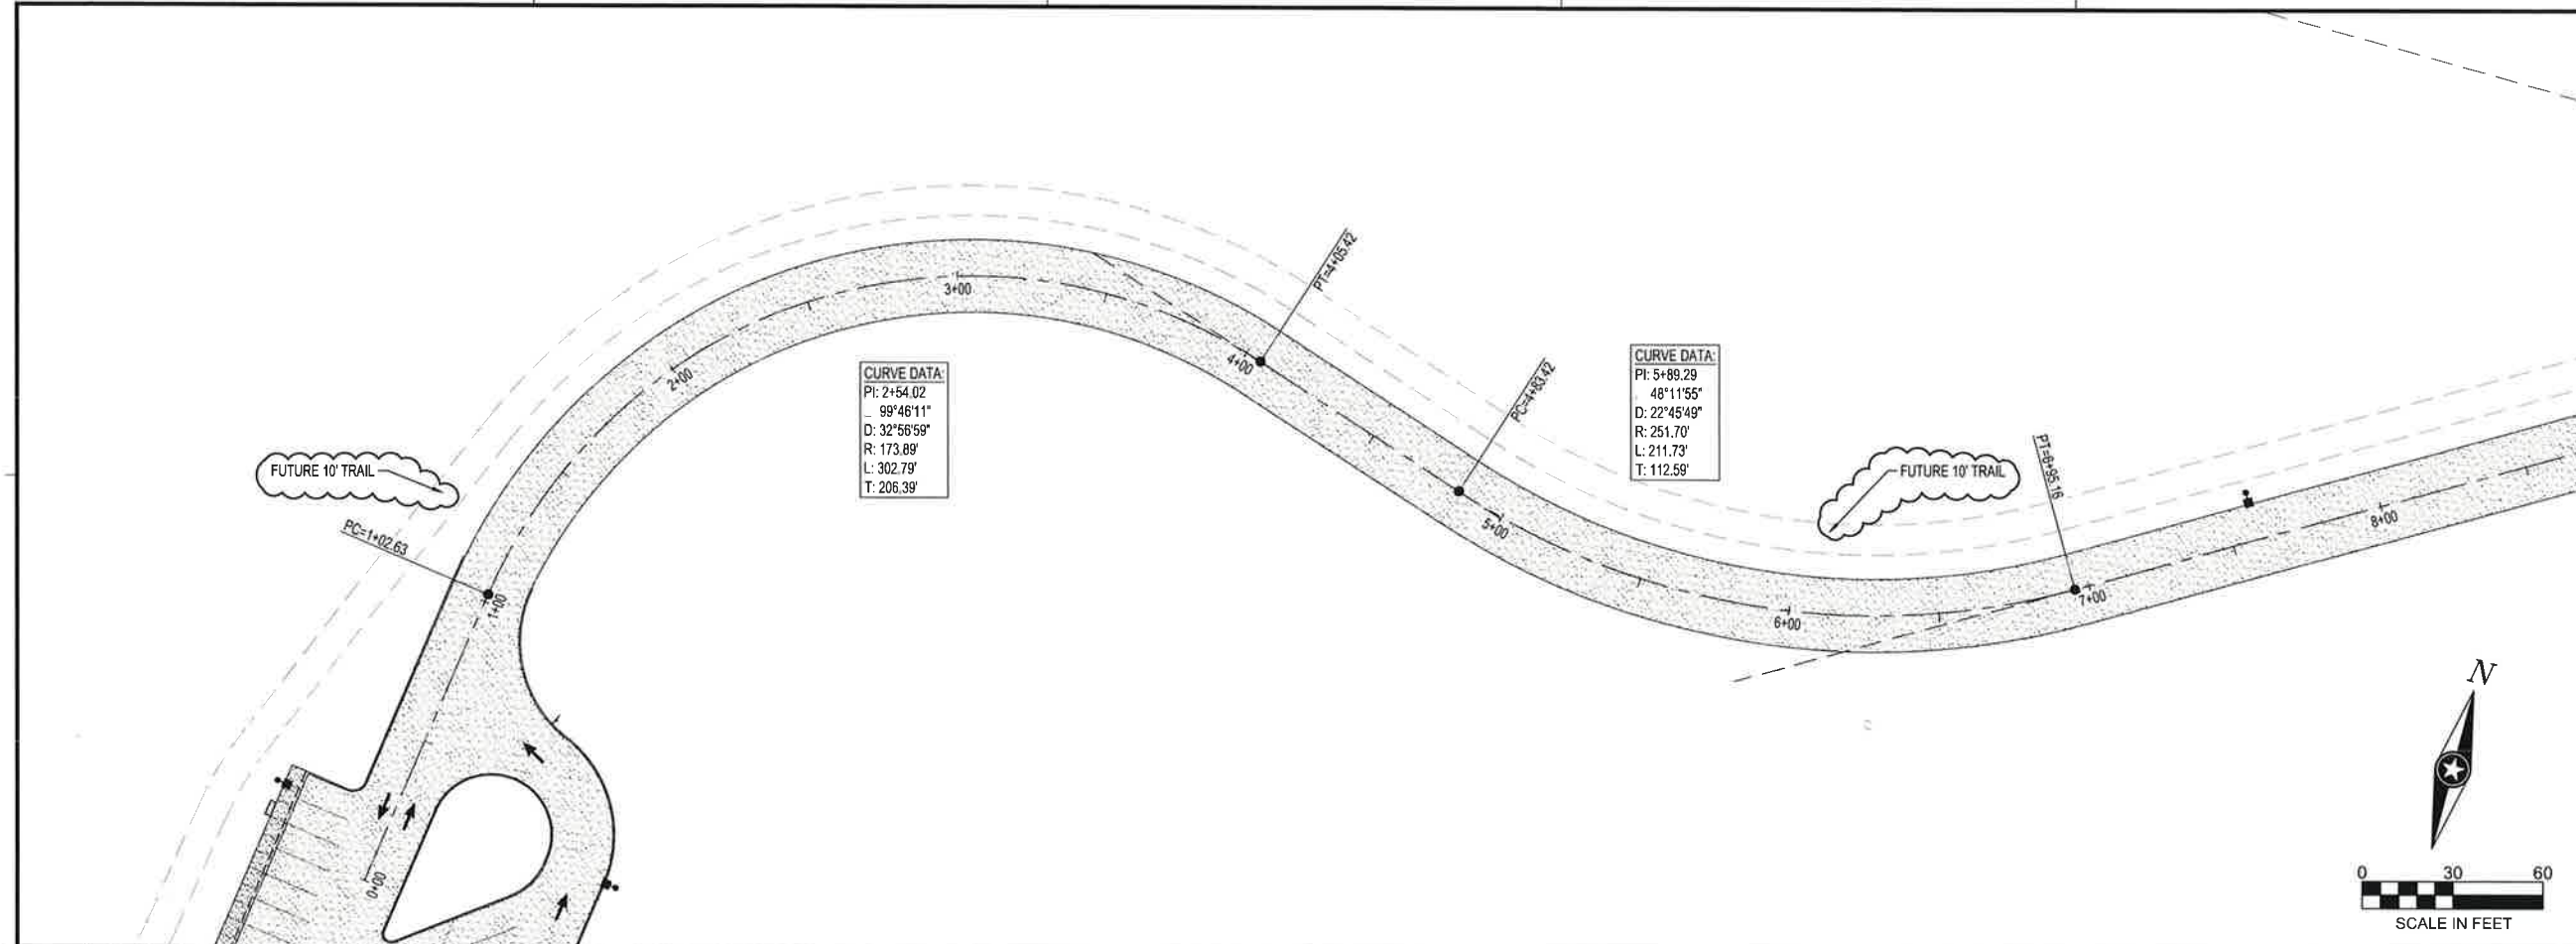 PT=4+05.42
3+00
4+00
2+00
CURVE DATA:
PI: 2+54.02
99°46'11"
D: 32°56'59"
R: 173.89'
L: 302.79'
T: 206.39'
CURVE DATA:
PI: 5+89.29
48°11'55"
D: 22°45'49"
R: 251.70'
L: 211.73'
T: 112.59'
PC=4+83.42
FUTURE 10' TRAIL
FUTURE 10' TRAIL
PT=6+95.16
PC=1+02.63
5+00
8+00
1+00
7+00
6+00
N
0+00
0 30 60
SCALE IN FEET